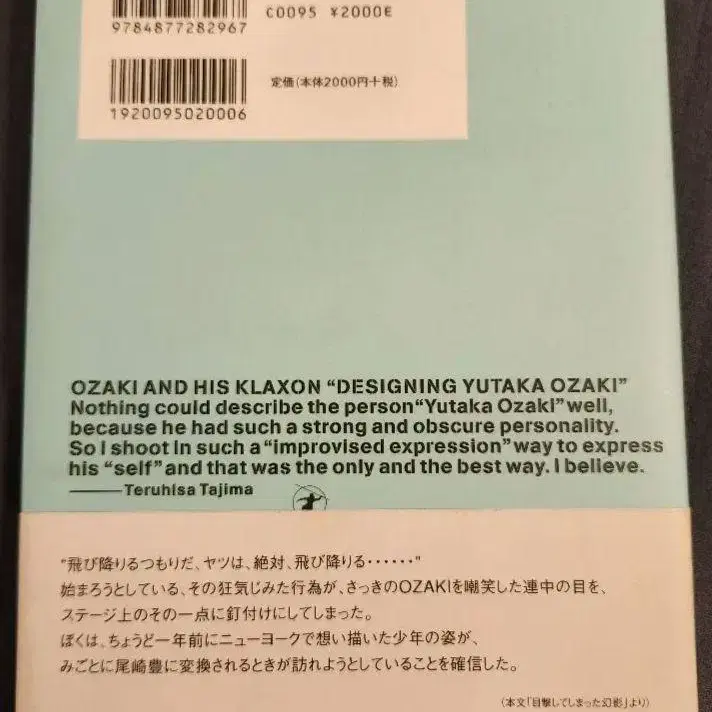 9784877282967
C0095 ¥2000E
定価(本体2000円+税)
1920095020006
OZAKI AND HIS KLAXON “DESIGNING YUTAKA OZAKI”
Nothing could describe the person“Yutaka Ozaki”well,
because he had such a strong and obscure personality.
So I shoot in such a“improvised expression”way to express
his “self”and that was the only and the best way. I believe.
———Teruhisa Tajima
"飛び降りるつもりだ、ヤツは、絶対、飛び降りる‥‥‥"
始まろうとしている、その狂気じみた行為が、さっきのOZAKIを嘲笑した連中の目を、
ステージ上のその一点に釘付けにしてしまった。
ぼくは、ちょうど一年前にニューヨークで想い描いた少年の姿が、
みごとに尾崎豊に変換されるときが訪れようとしていることを確信した。
(本文「目撃してしまった幻影」より)